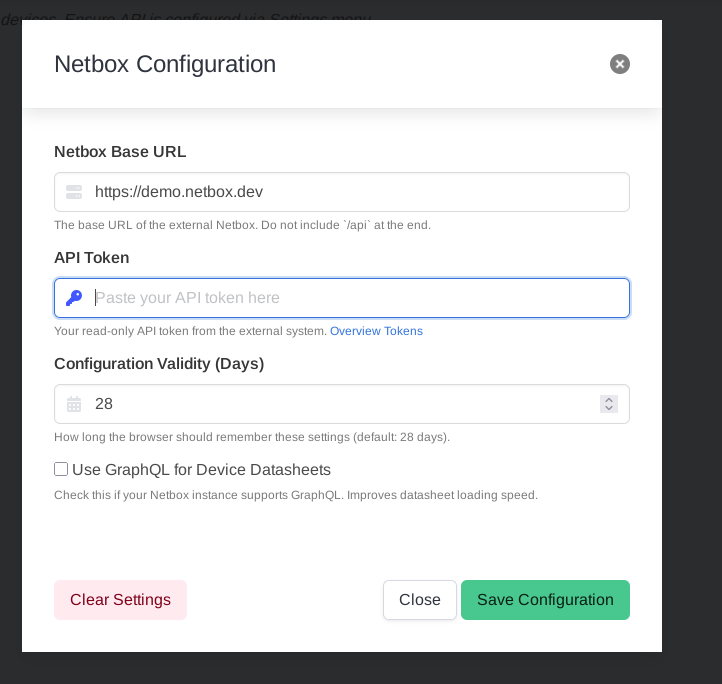 devices. Ensure API is configured via Settings menu.
Netbox Configuration
Netbox Base URL
https://demo.netbox.dev
The base URL of the external Netbox. Do not include `/api` at the end.
API Token
Paste your API token here
Your read-only API token from the external system. Overview Tokens
Configuration Validity (Days)
28
How long the browser should remember these settings (default: 28 days).
Use GraphQL for Device Datasheets
Check this if your Netbox instance supports GraphQL. Improves datasheet loading speed.
Clear Settings
Close
Save Configuration